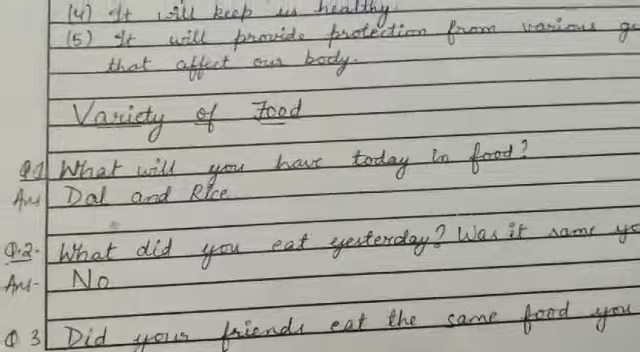 (4) It will keep us healthy.
(5) It will provide protection from various
that affect our body.
Variety of Food
Q.1 What will you have today in food?
Ans Dal and Rice
Q.2- What did you eat yesterday? Was it same
Ans- No
Q 3 Did your friends eat the same food you